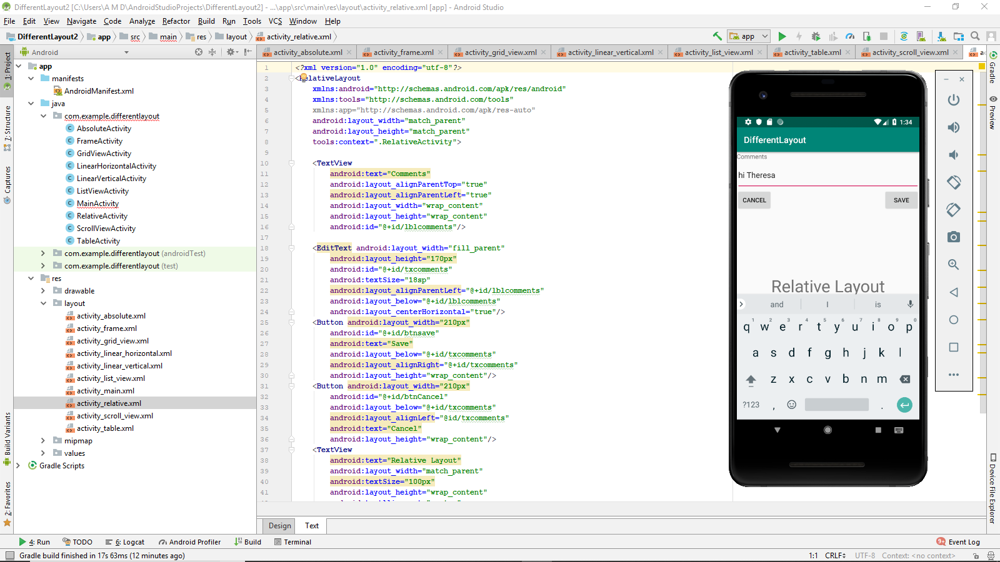 DifferentLayout2 [C:\Users\A M D\AndroidStudioProjects\DifferentLayout2] - ...\app\src\main\res\layout\activity_relative.xml [app] - Android Studio
File Edit View Navigate Code Analyze Refactor Build Run Tools VCS Window Help
DifferentLayout2 app src main res layout activity_relative.xml
app
Android
activity_absolute.xml activity_frame.xml activity_grid_view.xml activity_linear_vertical.xml activity_list_view.xml activity_table.xml activity_scroll_view.xml
1: Project
7: Structure
Captures
Build Variants
2: Favorites
app
manifests
AndroidManifest.xml
java
com.example.differentlayout
AbsoluteActivity
FrameActivity
GridViewActivity
LinearHorizontalActivity
LinearVerticalActivity
ListViewActivity
MainActivity
RelativeActivity
ScrollViewActivity
TableActivity
com.example.differentlayout (androidTest)
com.example.differentlayout (test)
res
drawable
layout
activity_absolute.xml
activity_frame.xml
activity_grid_view.xml
activity_linear_horizontal.xml
activity_linear_vertical.xml
activity_list_view.xml
activity_main.xml
activity_relative.xml
activity_scroll_view.xml
activity_table.xml
mipmap
values
Gradle Scripts
1 <?xml version="1.0" encoding="utf-8"?>
2 <RelativeLayout
3 xmlns:android="http://schemas.android.com/apk/res/android"
4 xmlns:tools="http://schemas.android.com/tools"
5 xmlns:app="http://schemas.android.com/apk/res-auto"
6 android:layout_width="match_parent"
7 android:layout_height="match_parent"
8 tools:context=".RelativeActivity">
9
10 <TextView
11 android:text="Comments"
12 android:layout_alignParentTop="true"
13 android:layout_alignParentLeft="true"
14 android:layout_width="wrap_content"
15 android:layout_height="wrap_content"
16 android:id="@+id/lblcomments"/>
17
18 <EditText android:layout_width="fill_parent"
19 android:layout_height="170px"
20 android:id="@+id/txcomments"
21 android:textSize="18sp"
22 android:layout_alignParentLeft="@+id/lblcomments"
23 android:layout_below="@+id/lblcomments"
24 android:layout_centerHorizontal="true"/>
25 <Button android:layout_width="210px"
26 android:id="@+id/btnsave"
27 android:text="Save"
28 android:layout_below="@+id/txcomments"
29 android:layout_alignRight="@+id/txcomments"
30 android:layout_height="wrap_content"/>
31 <Button android:layout_width="210px"
32 android:id="@+id/btnCancel"
33 android:layout_below="@+id/txcomments"
34 android:layout_alignLeft="@id/txcomments"
35 android:text="Cancel"
36 android:layout_height="wrap_content"/>
37 <TextView
38 android:text="Relative Layout"
39 android:layout_width="match_parent"
40 android:textSize="100px"
41 android:layout_height="wrap_content"
1:34
DifferentLayout
Comments
hi Theresa
CANCEL SAVE
Relative Layout
and I is
1 2 3 4 5 6 7 8 9 0
q w e r t y u i o p
a s d f g h j k l
z x c v b n m
?123 , .
Gradle
Preview
Device File Explorer
Design Text
4: Run TODO 6: Logcat Android Profiler Build Terminal 9+ Event Log
Gradle build finished in 17s 63ms (12 minutes ago) 1:1 CRLF UTF-8 Context: <no context>